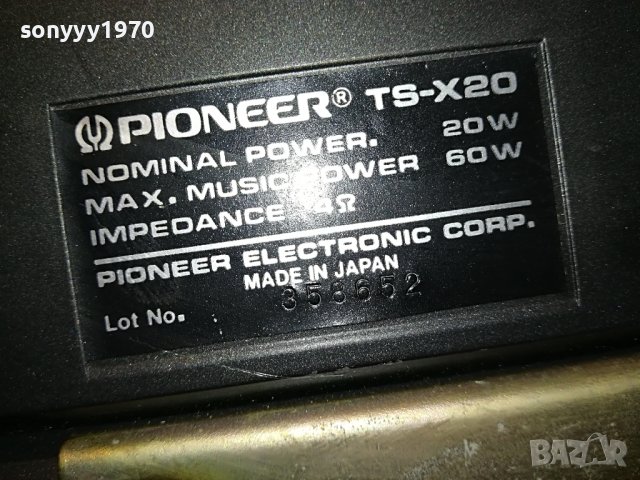 sonyyy1970
PIONEER® TS-X20
NOMINAL POWER. 20W
MAX. MUSIC POWER 60W
IMPEDANCE 4Ω
PIONEER ELECTRONIC CORP.
MADE IN JAPAN
Lot No. 358652
BAZAR